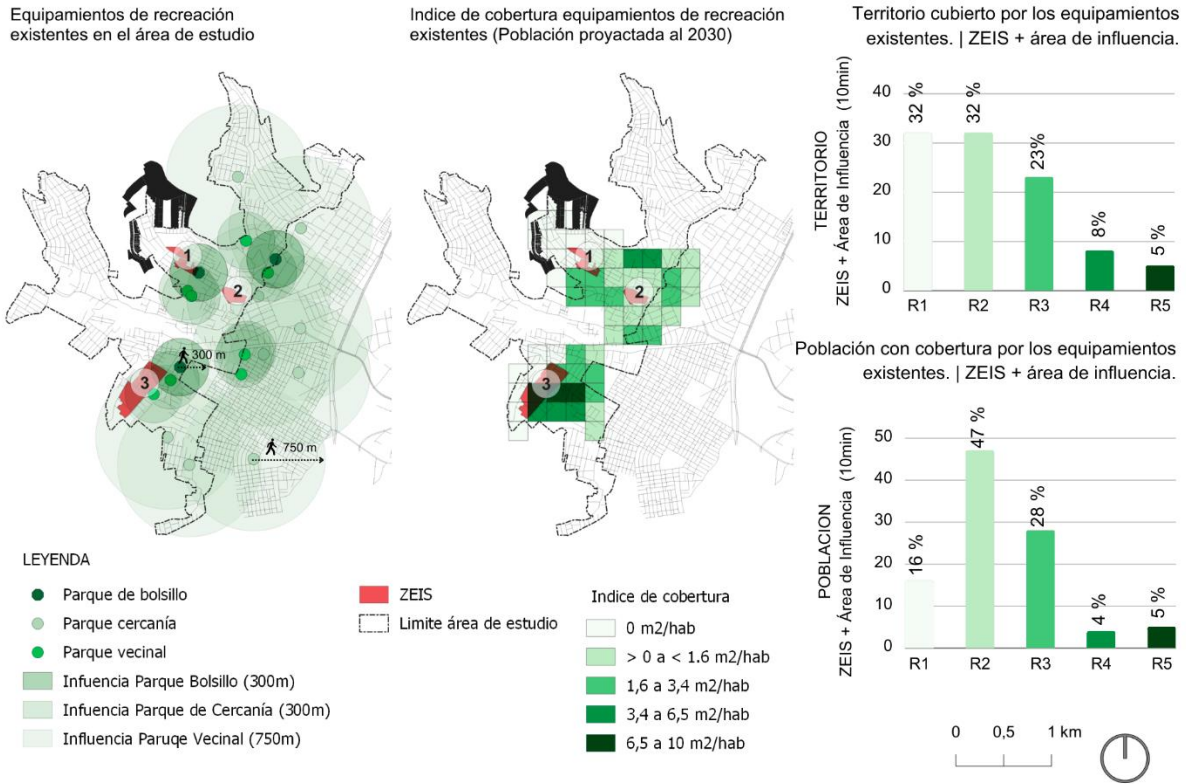 Equipamientos de recreación
existentes en el área de estudio
Indice de cobertura equipamientos de recreación
existentes (Población proyactada al 2030)
Territorio cubierto por los equipamientos
existentes. | ZEIS + área de influencia.
1
2
3
300 m
750 m
1
2
3
TERRITORIO
ZEIS + Área de Influencia (10min)
40
30
20
10
0
32 %
32 %
23%
8%
5 %
R1 R2 R3 R4 R5
Población con cobertura por los equipamientos
existentes. | ZEIS + área de influencia.
POBLACION
ZEIS + Área de Influencia (10min)
50
40
30
20
10
0
16 %
47 %
28 %
4 %
5 %
R1 R2 R3 R4 R5
LEYENDA
Parque de bolsillo
Parque cercanía
Parque vecinal
Infuencia Parque Bolsillo (300m)
Infuencia Parque de Cercanía (300m)
Influencia Paruqe Vecinal (750m)
ZEIS
Limite área de estudio
Indice de cobertura
0 m2/hab
> 0 a < 1.6 m2/hab
1,6 a 3,4 m2/hab
3,4 a 6,5 m2/hab
6,5 a 10 m2/hab
0 0,5 1 km